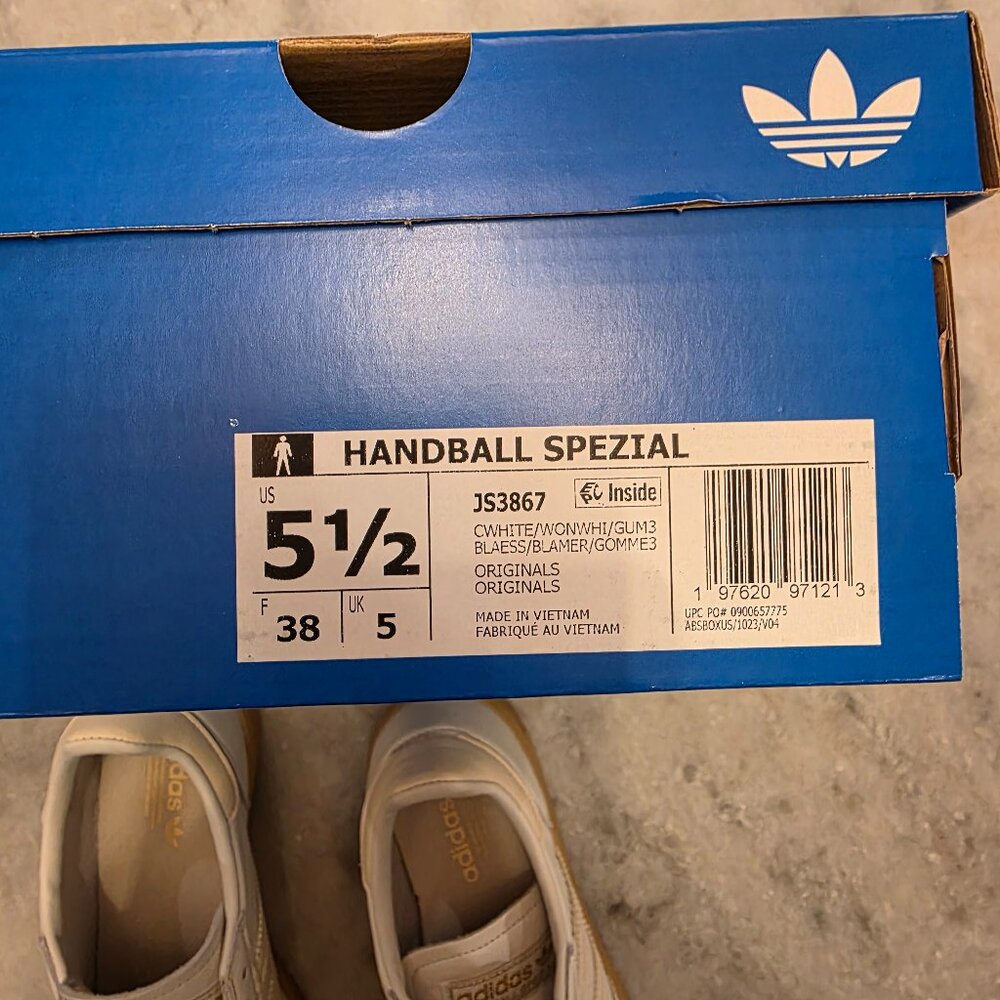 HANDBALL SPEZIAL
US
5½
F
38
UK
5
JS3867
Inside
CWHITE/WONWHI/GUM3
BLAESS/BLAMER/GOMME3
ORIGINALS
ORIGINALS
MADE IN VIETNAM
FABRIQUÉ AU VIETNAM
1 97620 97121 3
UPC PO# 0900657775
ABSBOXUS/1023/V04
das
adidas
adidas